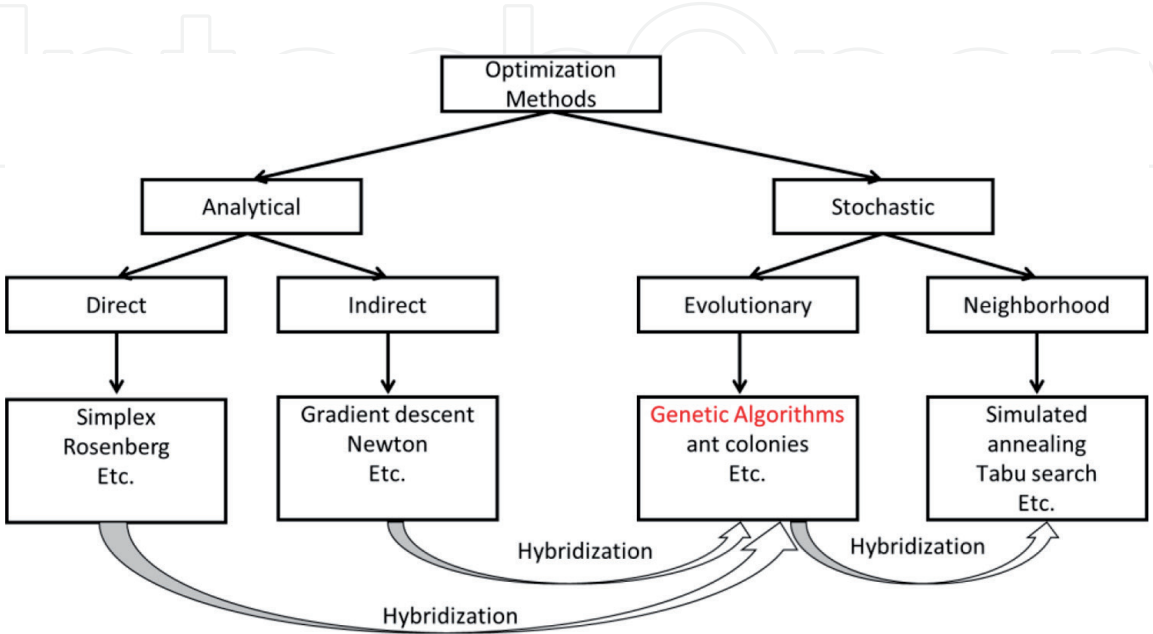 IntechOpen
Optimization
Methods
Analytical
Stochastic
Direct
Indirect
Evolutionary
Neighborhood
Simplex
Rosenberg
Etc.
Gradient descent
Newton
Etc.
Genetic Algorithms
ant colonies
Etc.
Simulated
annealing
Tabu search
Etc.
Hybridization
Hybridization
Hybridization